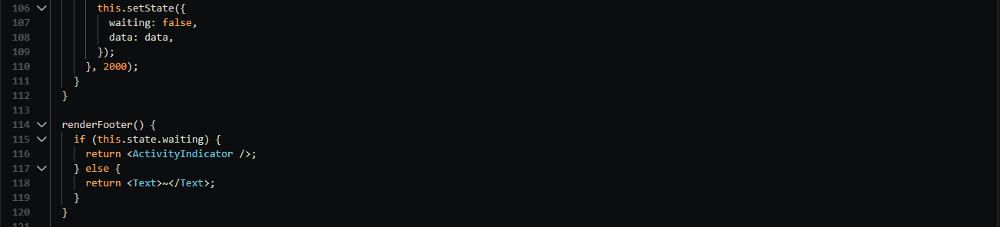 106 this.setState({
107 waiting: false,
108 data: data,
109 });
110 }, 2000);
111 }
112 }
113
114 renderFooter() {
115 if (this.state.waiting) {
116 return <ActivityIndicator />;
117 } else {
118 return <Text>~</Text>;
119 }
120 }
121